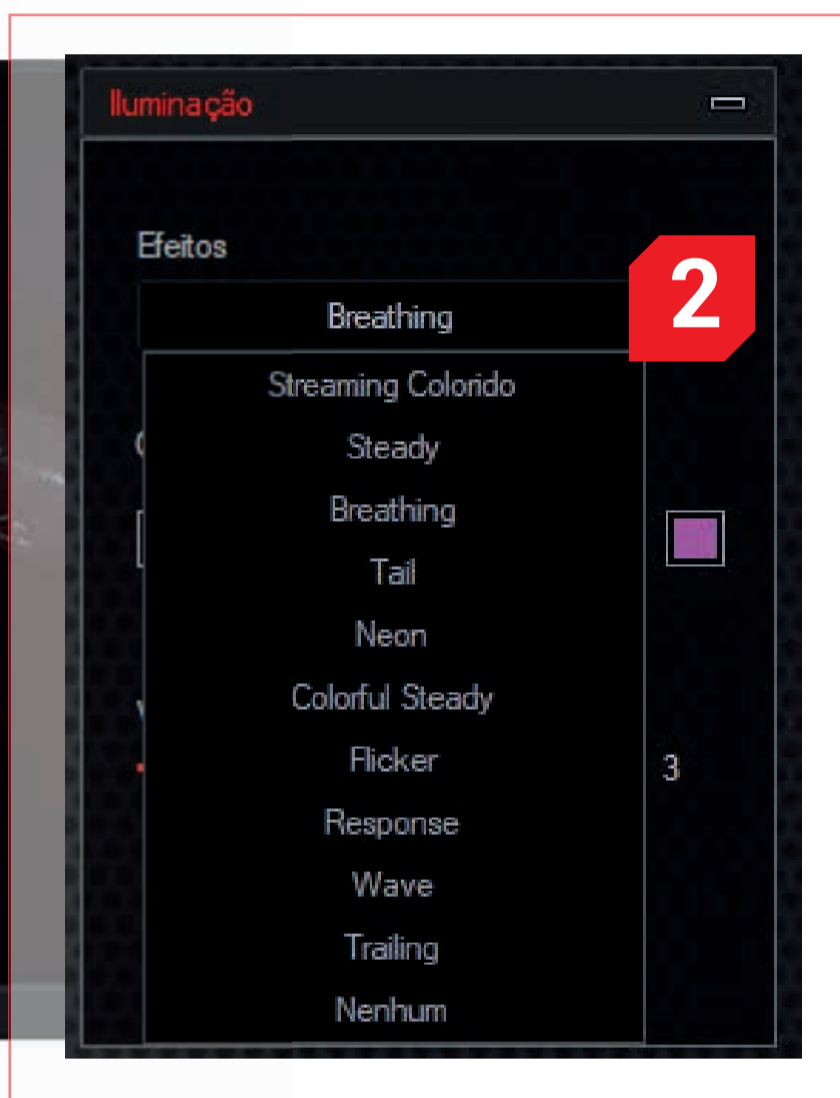 Iluminação
Efeitos
2
Breathing
Streaming Colorido
Steady
Breathing
Tail
Neon
Colorful Steady
Flicker
3
Response
Wave
Trailing
Nenhum